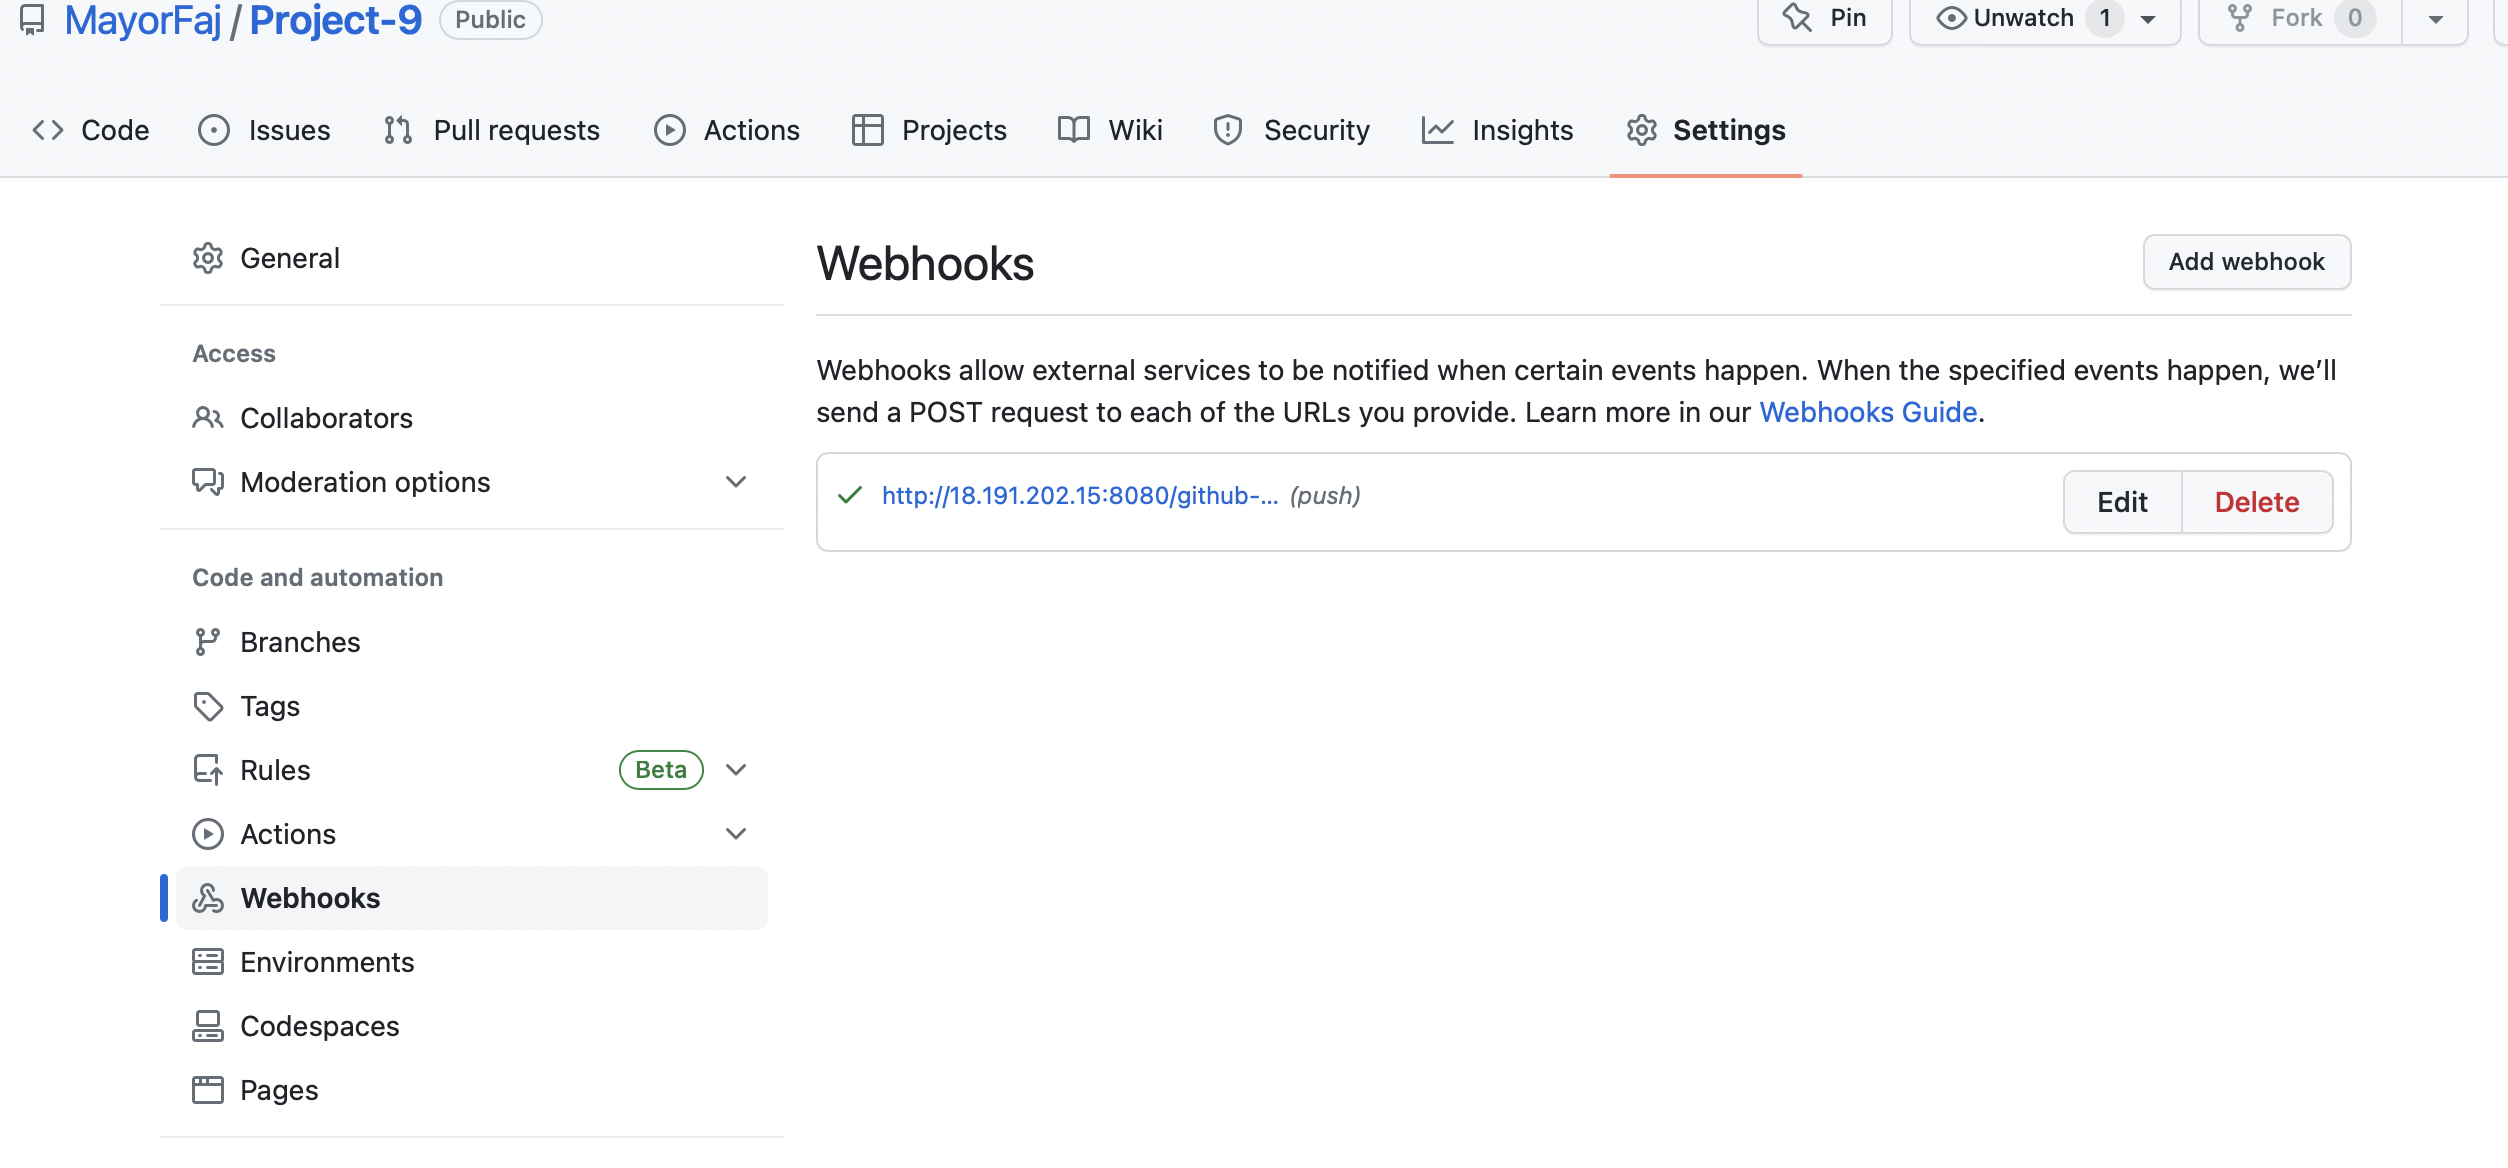 MayorFaj / Project-9 Public Pin Unwatch 1 Fork 0
Code Issues Pull requests Actions Projects Wiki Security Insights Settings
General
Access
Collaborators
Moderation options
Code and automation
Branches
Tags
Rules Beta
Actions
Webhooks
Environments
Codespaces
Pages
Webhooks Add webhook
Webhooks allow external services to be notified when certain events happen. When the specified events happen, we’ll
send a POST request to each of the URLs you provide. Learn more in our Webhooks Guide.
http://18.191.202.15:8080/github-... (push) Edit Delete